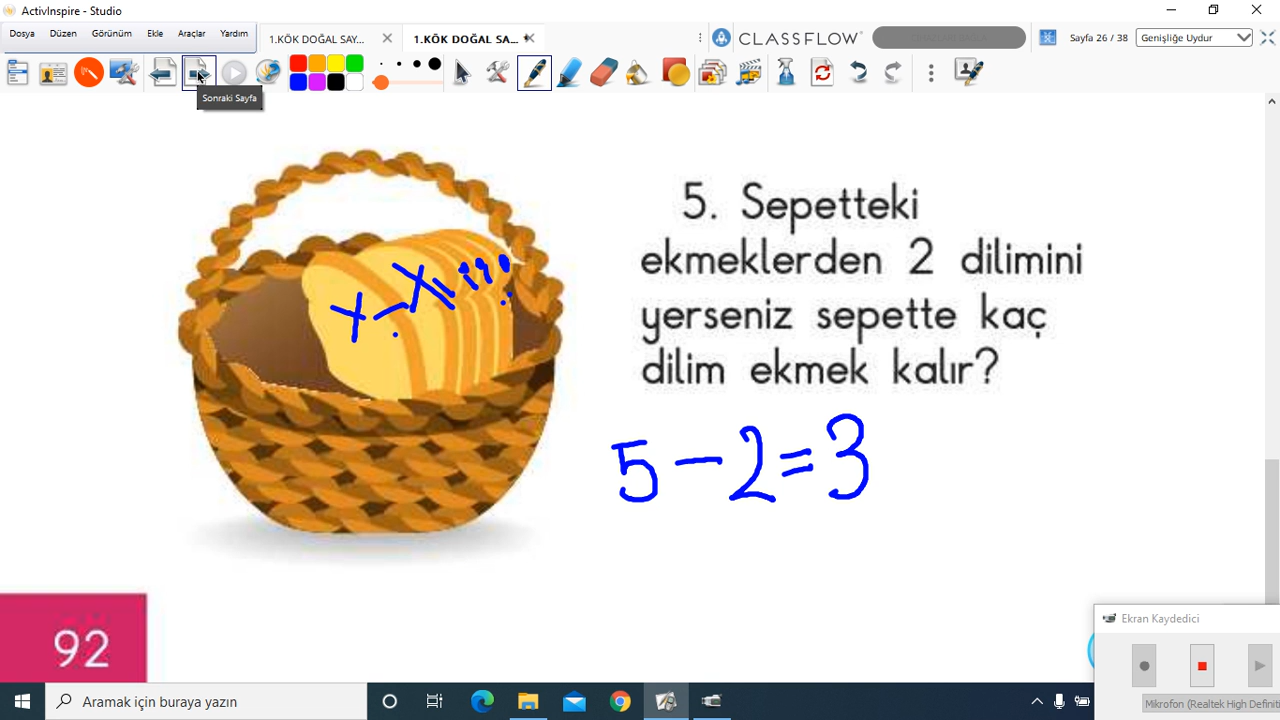 ActivInspire - Studio
Dosya Düzen Görünüm Ekle Araçlar Yardım
1.KÖK DOĞAL SAY...
1.KÖK DOĞAL SA...
CLASSFLOW
Sayfa 26 / 38
Genişliğe Uydur
Sonraki Sayfa
5. Sepetteki
ekmeklerden 2 dilimini
yerseniz sepette kaç
dilim ekmek kalır?
5-2=3
92
Ekran Kaydedici
Mikrofon (Realtek High Definit
Aramak için buraya yazın